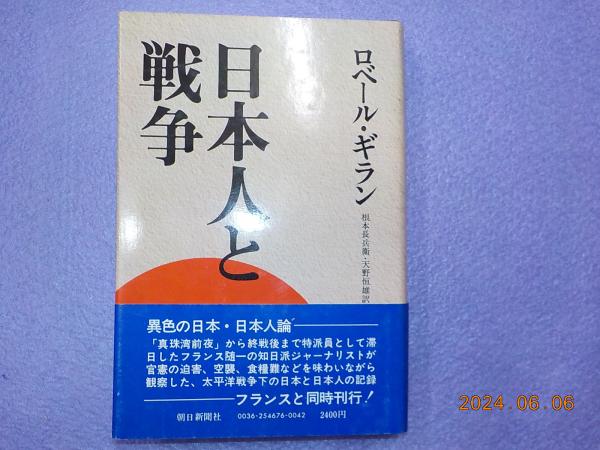 ロベール・ギラン
日本人と
戦争
根本長兵衛・天野恒雄訳
異色の日本・日本人論
「真珠湾前夜」から終戦後まで特派員として滞
日したフランス随一の知日派ジャーナリストが
官憲の迫害、空襲、食糧難などを味わいながら
観察した、太平洋戦争下の日本と日本人の記録
フランスと同時刊行!
朝日新聞社 0036-254676-0042 2400円
2024.06.06